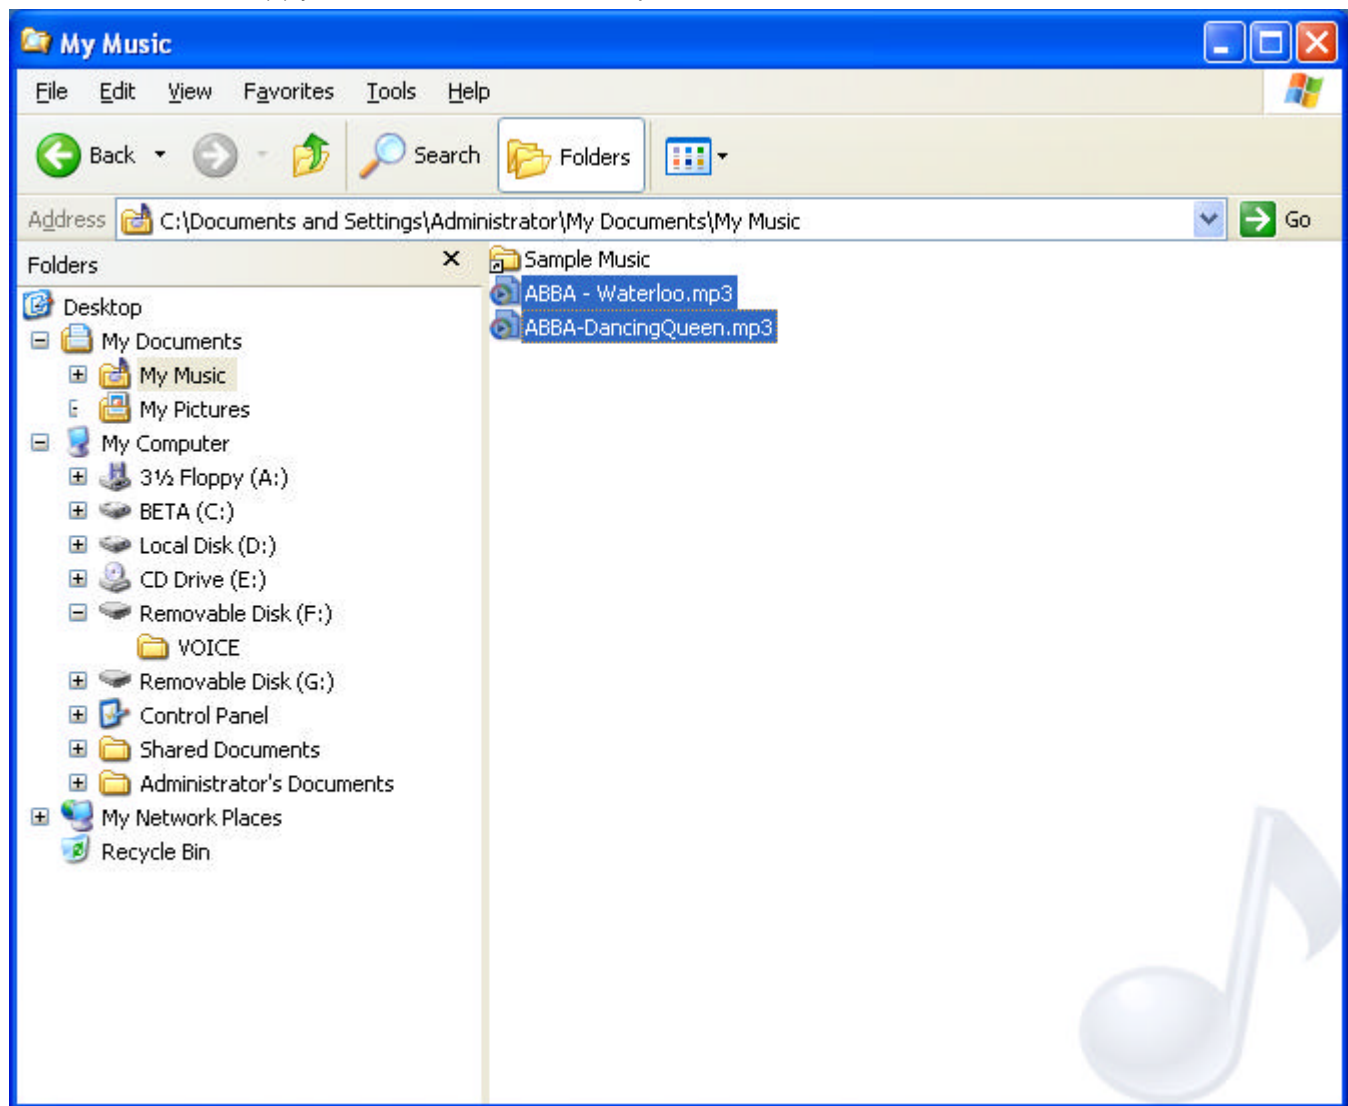 My Music
File Edit View Favorites Tools Help
Back Search Folders
Address C:\Documents and Settings\Administrator\My Documents\My Music Go
Folders
Desktop
My Documents
My Music
My Pictures
My Computer
3½ Floppy (A:)
BETA (C:)
Local Disk (D:)
CD Drive (E:)
Removable Disk (F:)
VOICE
Removable Disk (G:)
Control Panel
Shared Documents
Administrator's Documents
My Network Places
Recycle Bin
Sample Music
ABBA - Waterloo.mp3
ABBA-DancingQueen.mp3